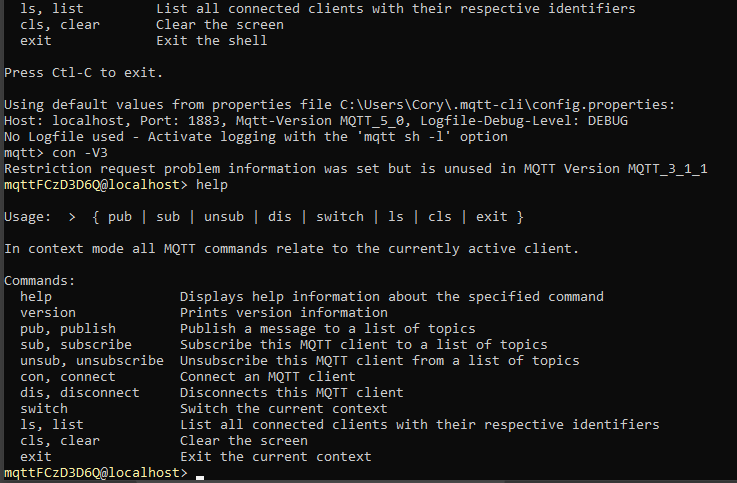 ls, list             List all connected clients with their respective identifiers
cls, clear           Clear the screen
exit                 Exit the shell
Press Ctl-C to exit.
Using default values from properties file C:\Users\Cory\.mqtt-cli\config.properties:
Host: localhost, Port: 1883, Mqtt-Version MQTT_5_0, Logfile-Debug-Level: DEBUG
No Logfile used - Activate logging with the 'mqtt sh -l' option
mqtt> con -V3
Restriction request problem information was set but is unused in MQTT Version MQTT_3_1_1
mqttFCzD3D6Q@localhost> help
Usage:  >  { pub | sub | unsub | dis | switch | ls | cls | exit }
In context mode all MQTT commands relate to the currently active client.
Commands:
help                Displays help information about the specified command
version             Prints version information
pub, publish        Publish a message to a list of topics
sub, subscribe      Subscribe this MQTT client to a list of topics
unsub, unsubscribe  Unsubscribe this MQTT client from a list of topics
con, connect        Connect an MQTT client
dis, disconnect     Disconnects this MQTT client
switch              Switch the current context
ls, list            List all connected clients with their respective identifiers
cls, clear          Clear the screen
exit                Exit the current context
mqttFCzD3D6Q@localhost>